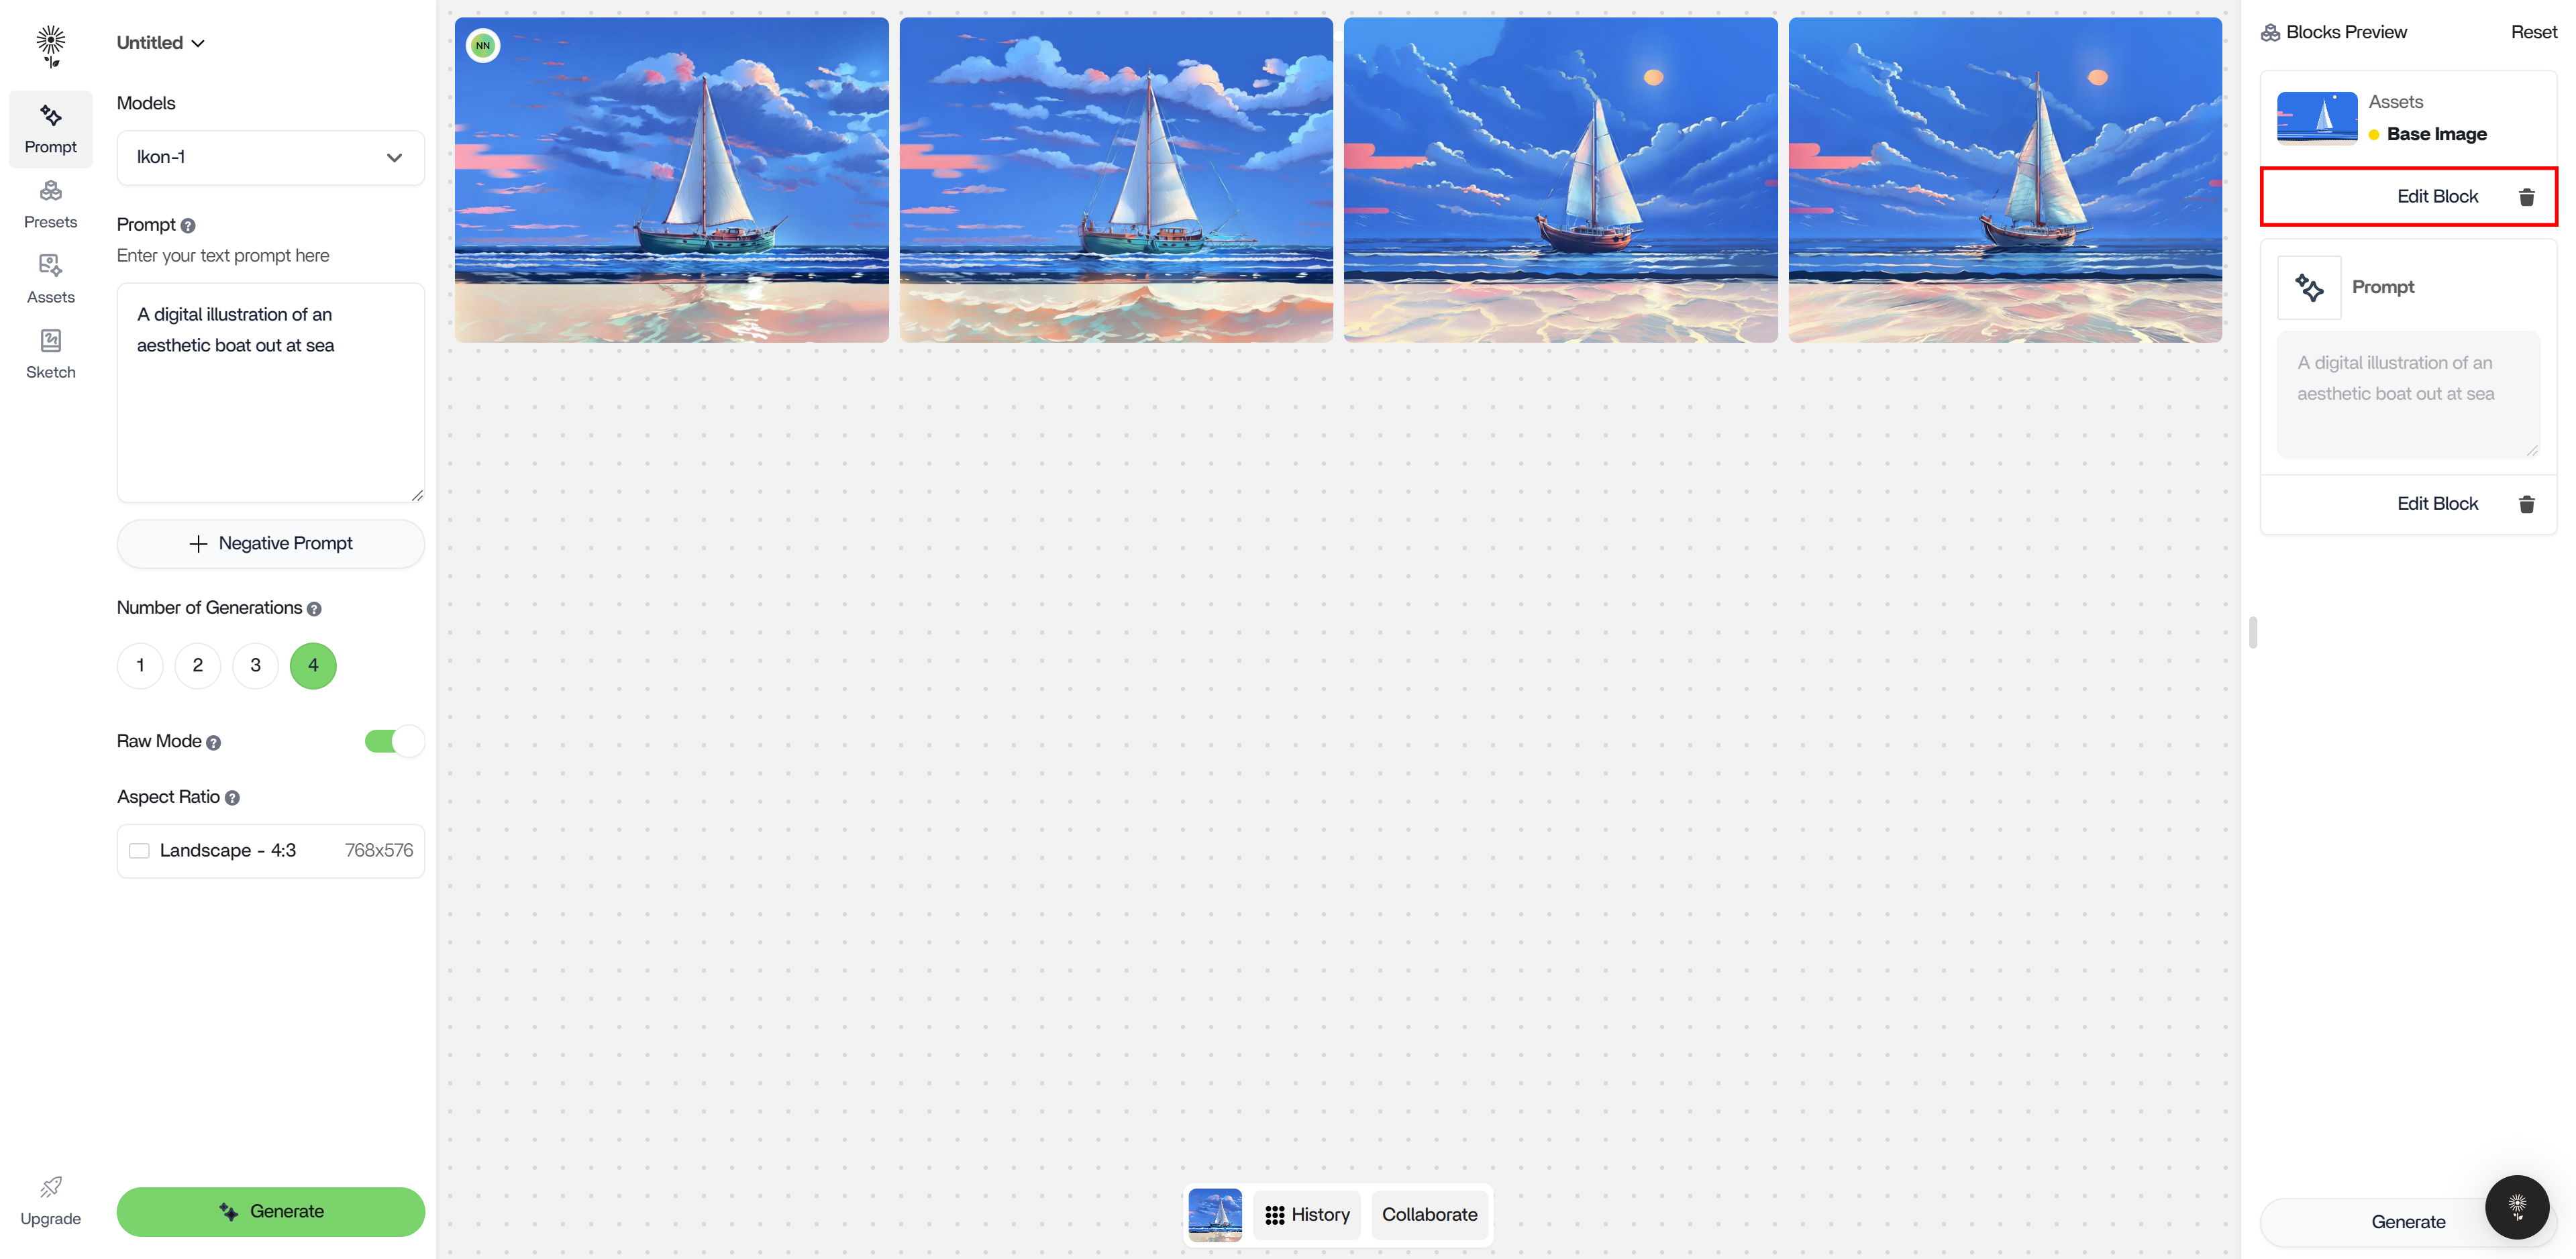 Prompt
Presets
Assets
Sketch
Upgrade
Untitled
Models
Ikon-1
Prompt ?
Enter your text prompt here
A digital illustration of an
aesthetic boat out at sea
Negative Prompt
Number of Generations ?
1 2 3 4
Raw Mode ?
Aspect Ratio ?
Landscape - 4:3 768x576
Generate
NN
History
Collaborate
Blocks Preview Reset
Assets
Base Image
Edit Block
Prompt
A digital illustration of an
aesthetic boat out at sea
Edit Block
Generate